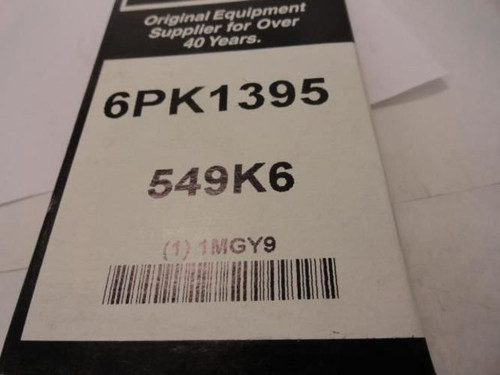 Original Equipment
Supplier for Over
40 Years.
6PK1395
549K6
(1) 1MGY9